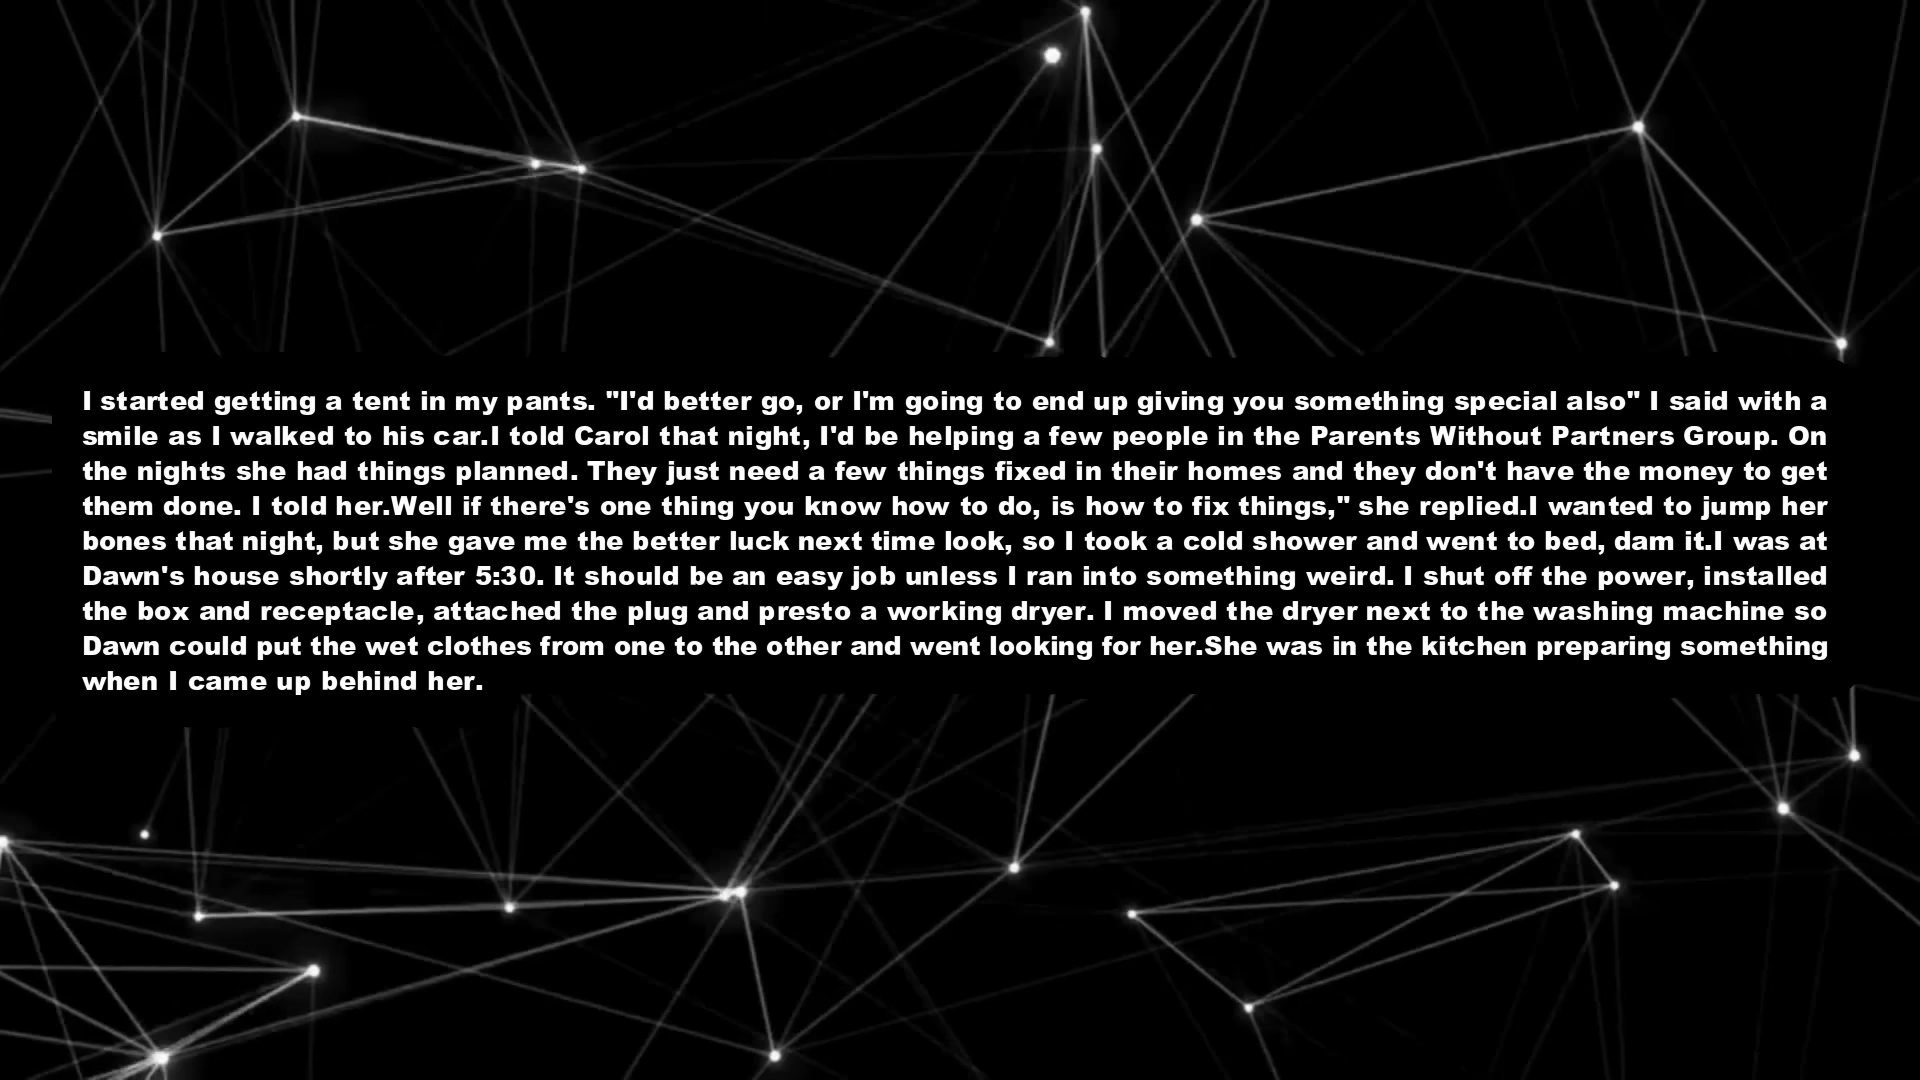 I started getting a tent in my pants. "I'd better go, or I'm going to end up giving you something special also" I said with a
smile as I walked to his car.I told Carol that night, I'd be helping a few people in the Parents Without Partners Group. On
the nights she had things planned. They just need a few things fixed in their homes and they don't have the money to get
them done. I told her.Well if there's one thing you know how to do, is how to fix things," she replied.I wanted to jump her
bones that night, but she gave me the better luck next time look, so I took a cold shower and went to bed, dam it.I was at
Dawn's house shortly after 5:30. It should be an easy job unless I ran into something weird. I shut off the power, installed
the box and receptacle, attached the plug and presto a working dryer. I moved the dryer next to the washing machine so
Dawn could put the wet clothes from one to the other and went looking for her.She was in the kitchen preparing something
when I came up behind her.